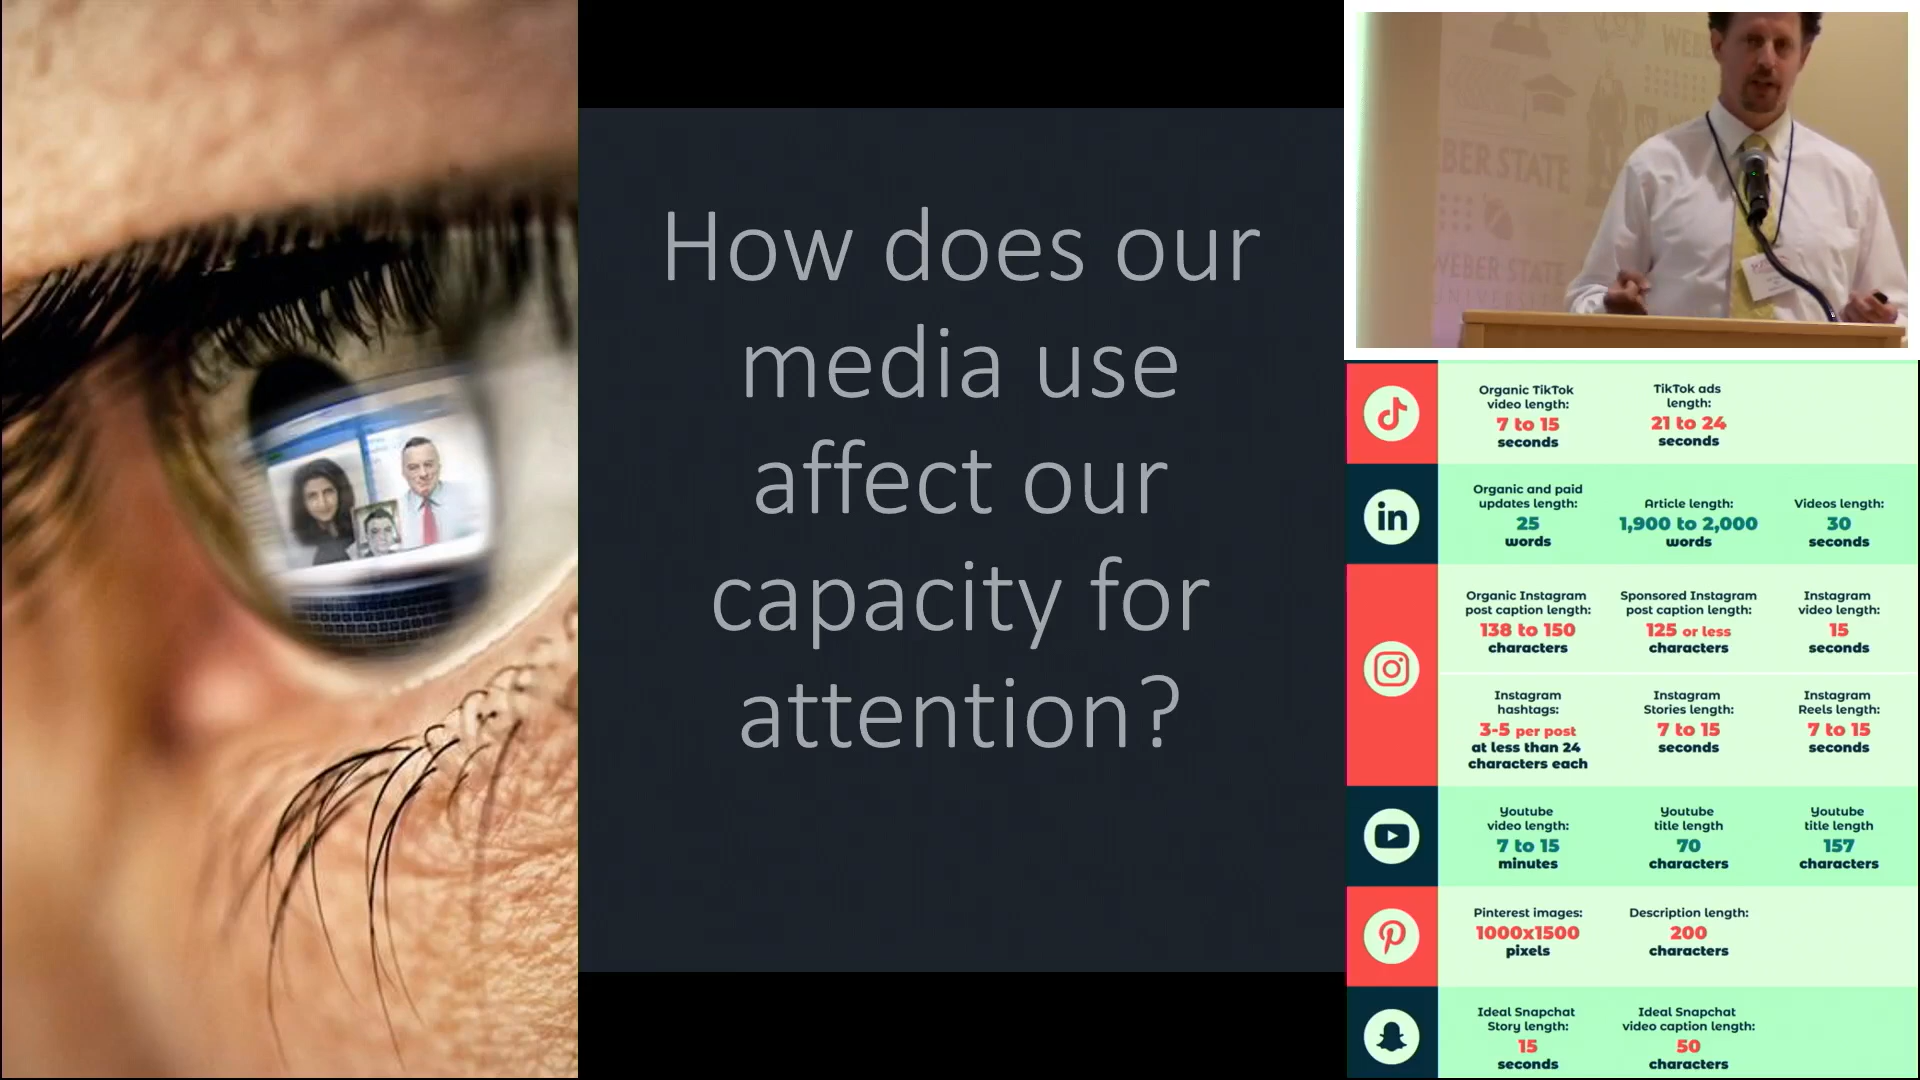 How does our
media use
affect our
capacity for
attention?
WEB
BER STATE
WEBER STATE
UNIVERSI
Organic TikTok
video length:
7 to 15
seconds
TikTok ads
length:
21 to 24
seconds
in
Organic and paid
updates length:
25
words
Article length:
1,900 to 2,000
words
Videos length:
30
seconds
Organic Instagram
post caption length:
138 to 150
characters
Sponsored Instagram
post caption length:
125 or less
characters
Instagram
video length:
15
seconds
Instagram
hashtags:
3-5 per post
at less than 24
characters each
Instagram
Stories length:
7 to 15
seconds
Instagram
Reels length:
7 to 15
seconds
Youtube
video length:
7 to 15
minutes
Youtube
title length
70
characters
Youtube
title length
157
characters
Pinterest images:
1000x1500
pixels
Description length:
200
characters
Ideal Snapchat
Story length:
15
seconds
Ideal Snapchat
video caption length:
50
characters